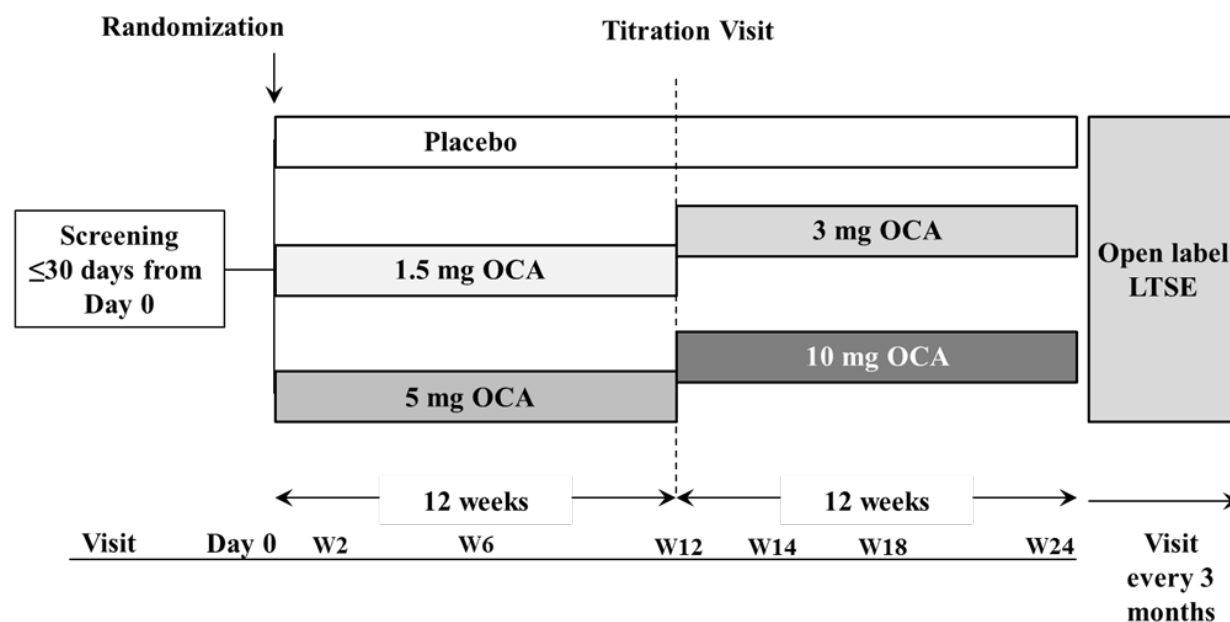 Randomization
Titration Visit
Placebo
Screening
≤30 days from
Day 0
1.5 mg OCA
3 mg OCA
5 mg OCA
10 mg OCA
Open label
LTSE
12 weeks
12 weeks
Visit Day 0 W2 W6 W12 W14 W18 W24
Visit
every 3
months